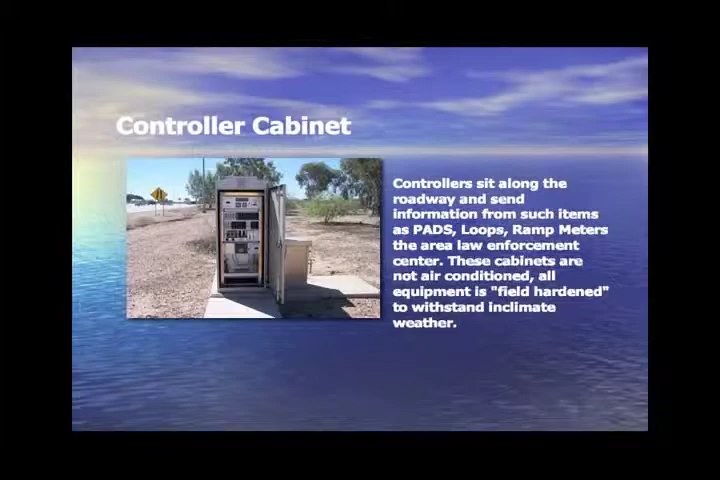 Controller Cabinet
Controllers sit along the
roadway and send
information from such items
as PADS, Loops, Ramp Meters
the area law enforcement
center. These cabinets are
not air conditioned, all
equipment is "field hardened"
to withstand inclimate
weather.